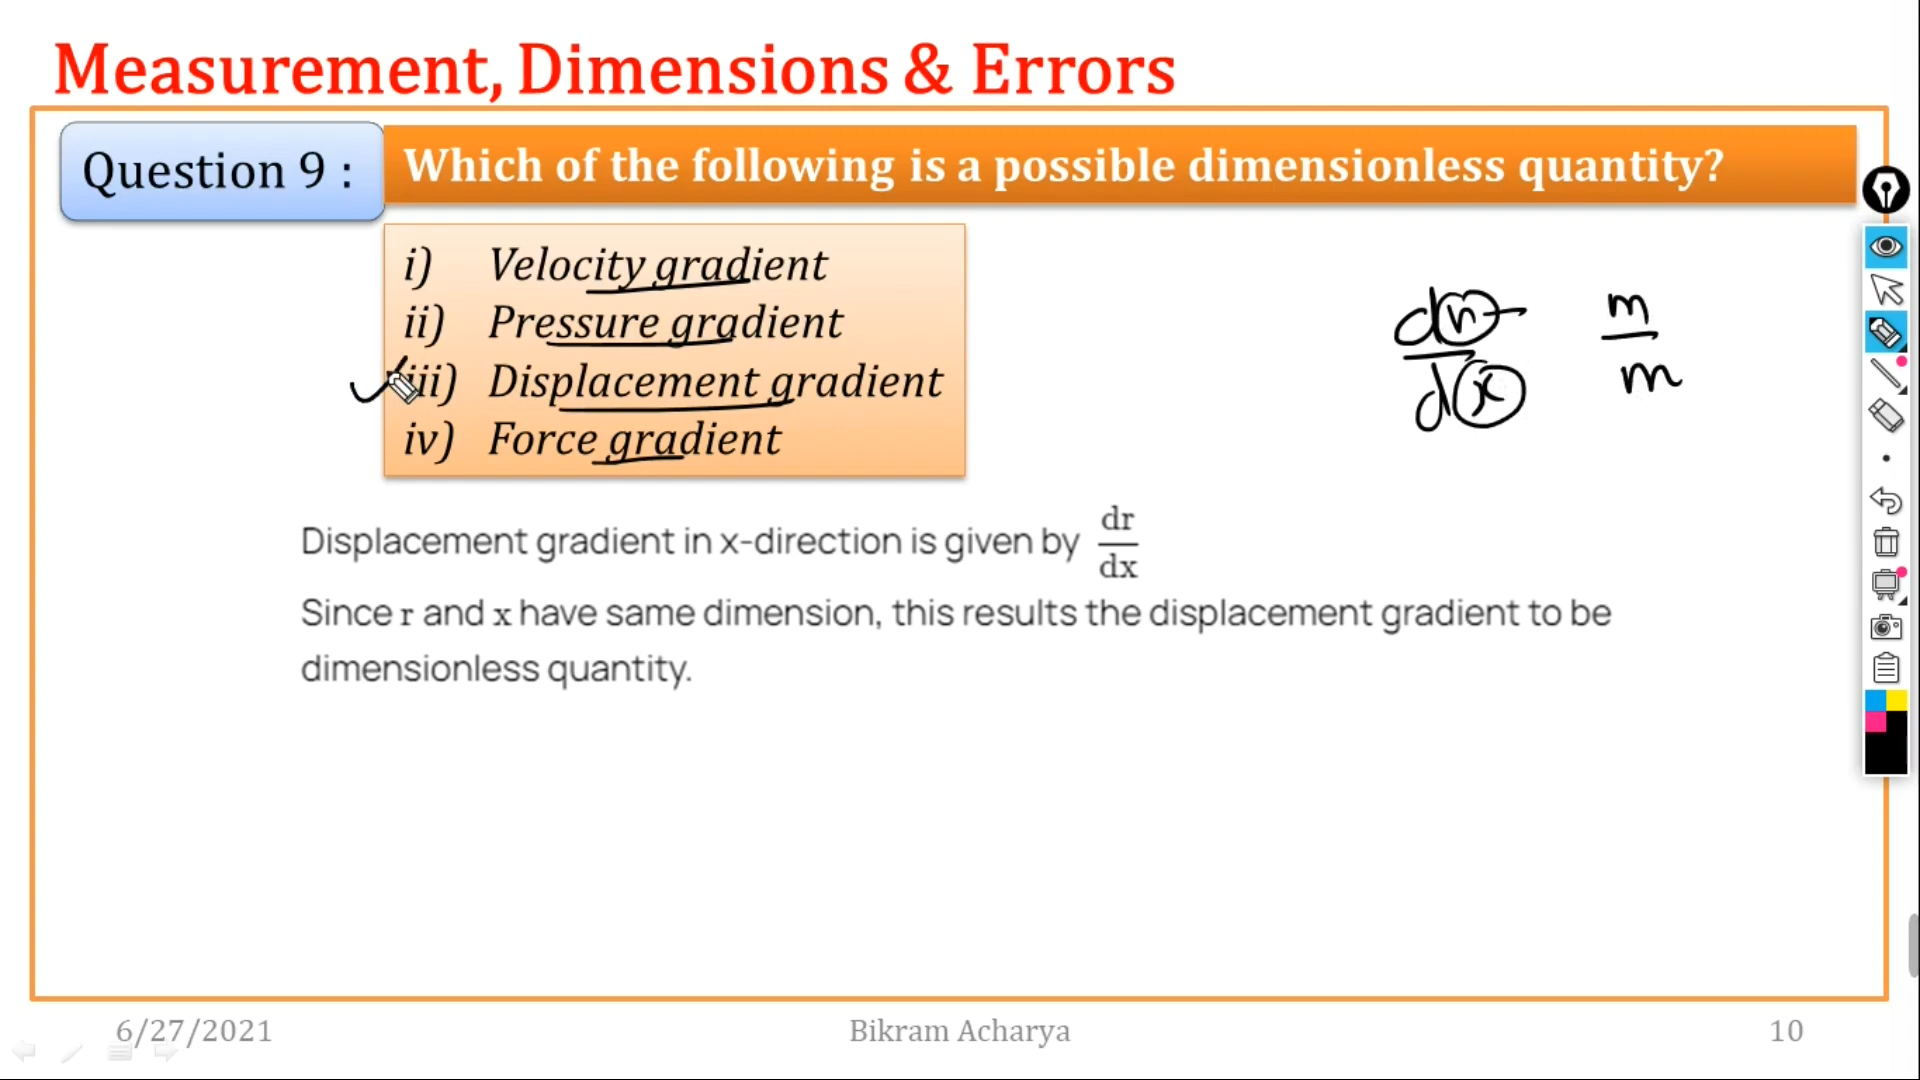 Measurement, Dimensions & Errors
Question 9 :
Which of the following is a possible dimensionless quantity?
i) Velocity gradient
ii) Pressure gradient
iii) Displacement gradient
iv) Force gradient
m
m
d
d(x)
Displacement gradient in x-direction is given by dr
dx
Since r and x have same dimension, this results the displacement gradient to be
dimensionless quantity.
6/27/2021
Bikram Acharya
10